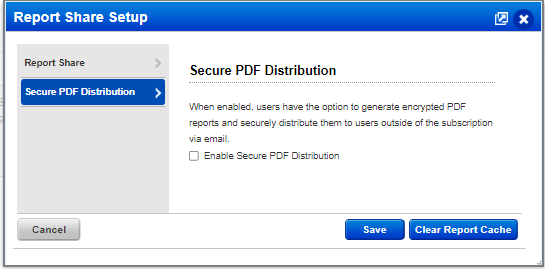 Report Share Setup
Report Share
Secure PDF Distribution
Secure PDF Distribution
When enabled, users have the option to generate encrypted PDF
reports and securely distribute them to users outside of the subscription
via email.
Enable Secure PDF Distribution
Cancel
Save
Clear Report Cache